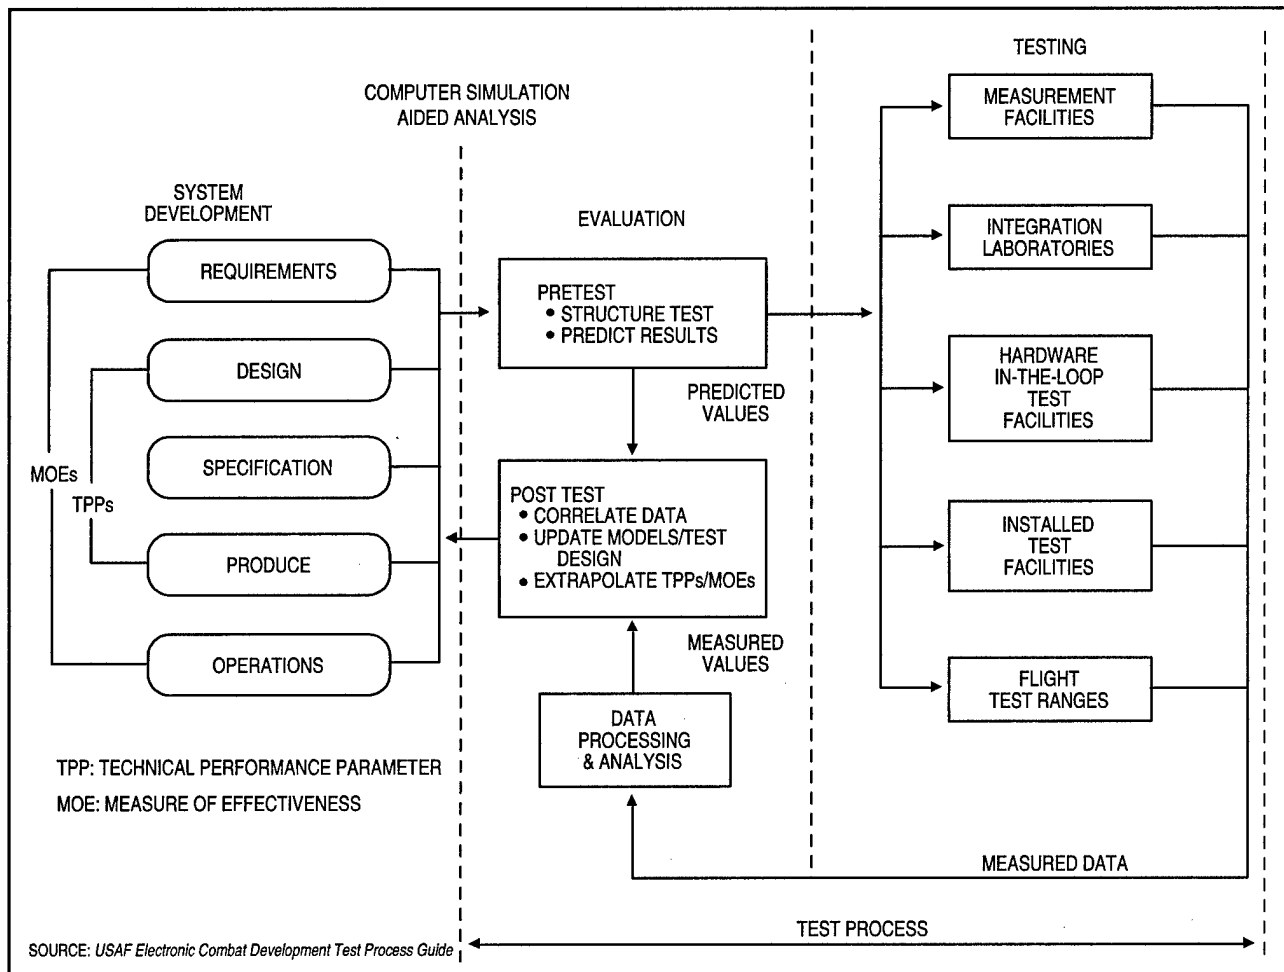 TESTING
COMPUTER SIMULATION
AIDED ANALYSIS
SYSTEM
DEVELOPMENT
REQUIREMENTS
DESIGN
SPECIFICATION
PRODUCE
OPERATIONS
MOEs
TPPs
TPP: TECHNICAL PERFORMANCE PARAMETER
MOE: MEASURE OF EFFECTIVENESS
EVALUATION
PRETEST
• STRUCTURE TEST
• PREDICT RESULTS
PREDICTED
VALUES
POST TEST
• CORRELATE DATA
• UPDATE MODELS/TEST
DESIGN
• EXTRAPOLATE TPPs/MOEs
MEASURED
VALUES
DATA
PROCESSING
& ANALYSIS
MEASUREMENT
FACILITIES
INTEGRATION
LABORATORIES
HARDWARE
IN-THE-LOOP
TEST
FACILITIES
INSTALLED
TEST
FACILITIES
FLIGHT
TEST RANGES
MEASURED DATA
TEST PROCESS
SOURCE: USAF Electronic Combat Development Test Process Guide